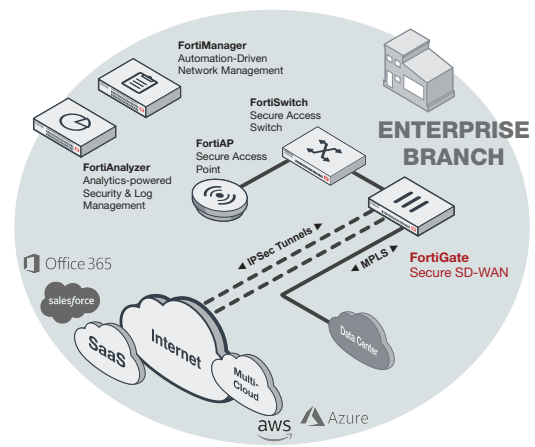 FortiManager
Automation-Driven
Network Management
FortiSwitch
Secure Access
Switch
ENTERPRISE
BRANCH
FortiAP
Secure Access
Point
FortiAnalyzer
Analytics-powered
Security & Log
Management
IPSec Tunnels
MPLS
FortiGate
Secure SD-WAN
Office 365
salesforce
SaaS
Internet
Multi-
Cloud
Data Center
aws
Azure